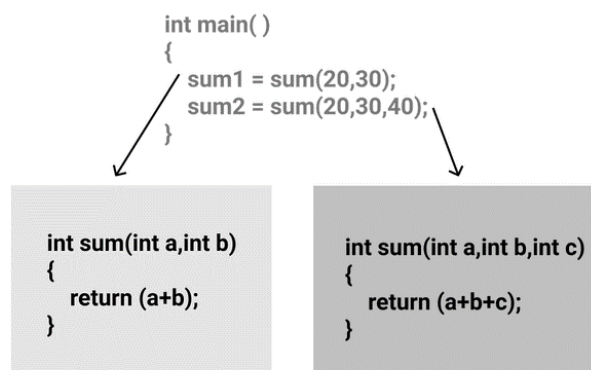 int main( )
{
sum1 = sum(20,30);
sum2 = sum(20,30,40);
}
int sum(int a,int b)
{
return (a+b);
}
int sum(int a,int b,int c)
{
return (a+b+c);
}